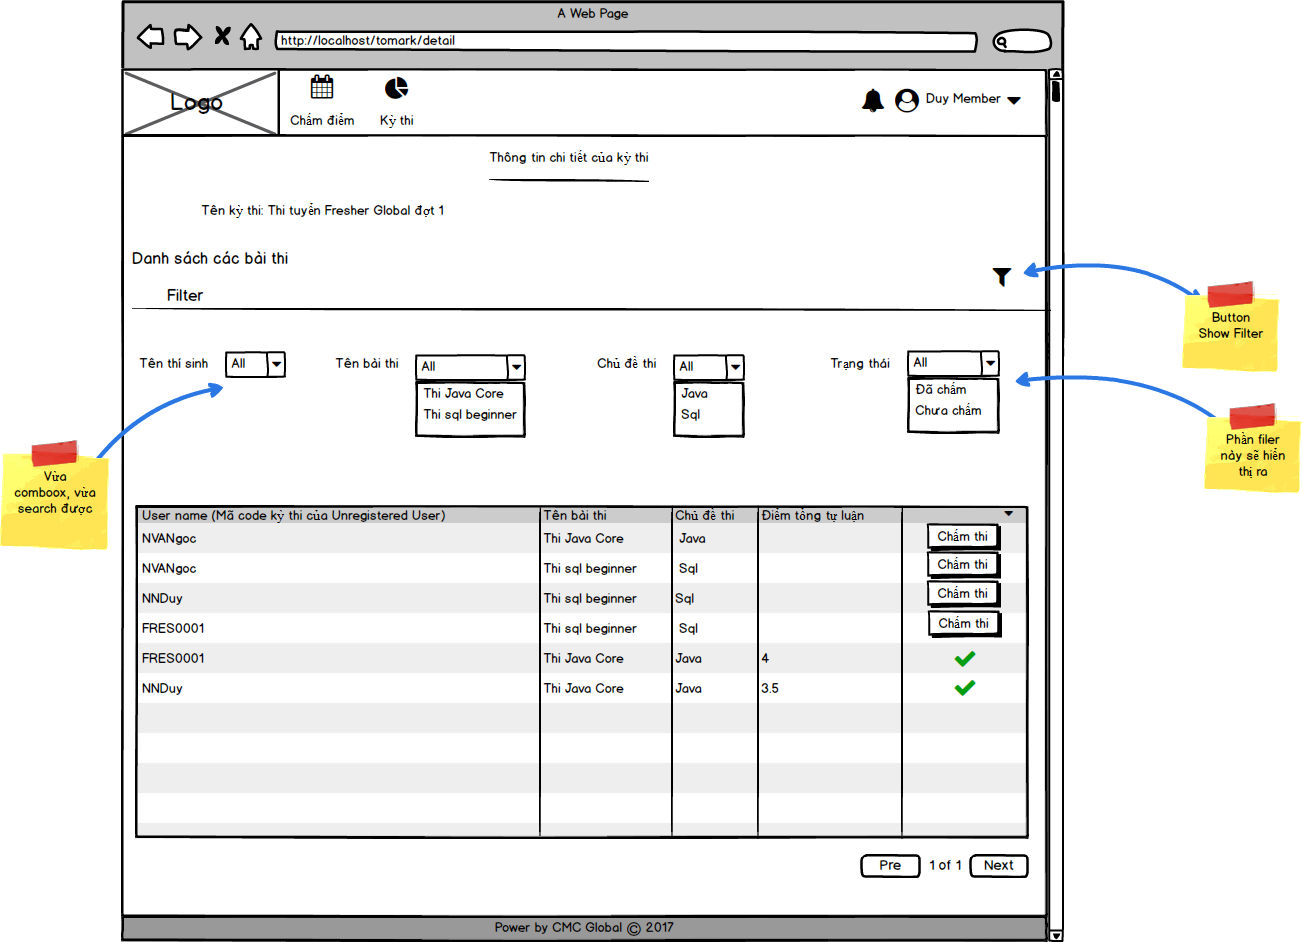 A Web Page
http://localhost/tomark/detail
Logo
Chấm điểm
Kỳ thi
Duy Member
Thông tin chi tiết của kỳ thi
Tên kỳ thi: Thi tuyển Fresher Global đợt 1
Danh sách các bài thi
Filter
Button
Show Filter
Tên thí sinh
All
Tên bài thi
All
Thi Java Core
Thi sql beginner
Chủ đề thi
All
Java
Sql
Trạng thái
All
Đã chấm
Chưa chấm
Vừa
comboox, vừa
search được
Phần filer
này sẽ hiển
thị ra
User name (Mã code kỳ thi của Unregistered User) Tên bài thi Chủ đề thi Điểm tổng tự luận
NVANgoc Thi Java Core Java Chấm thi
NVANgoc Thi sql beginner Sql Chấm thi
NNDuy Thi sql beginner Sql Chấm thi
FRES0001 Thi sql beginner Sql Chấm thi
FRES0001 Thi Java Core Java 4
NNDuy Thi Java Core Java 3.5
Pre 1 of 1 Next
Power by CMC Global © 2017